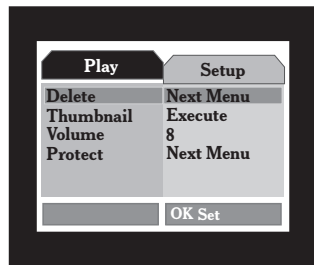 Play Setup
Delete Next Menu
Thumbnail Execute
Volume 8
Protect Next Menu
OK Set